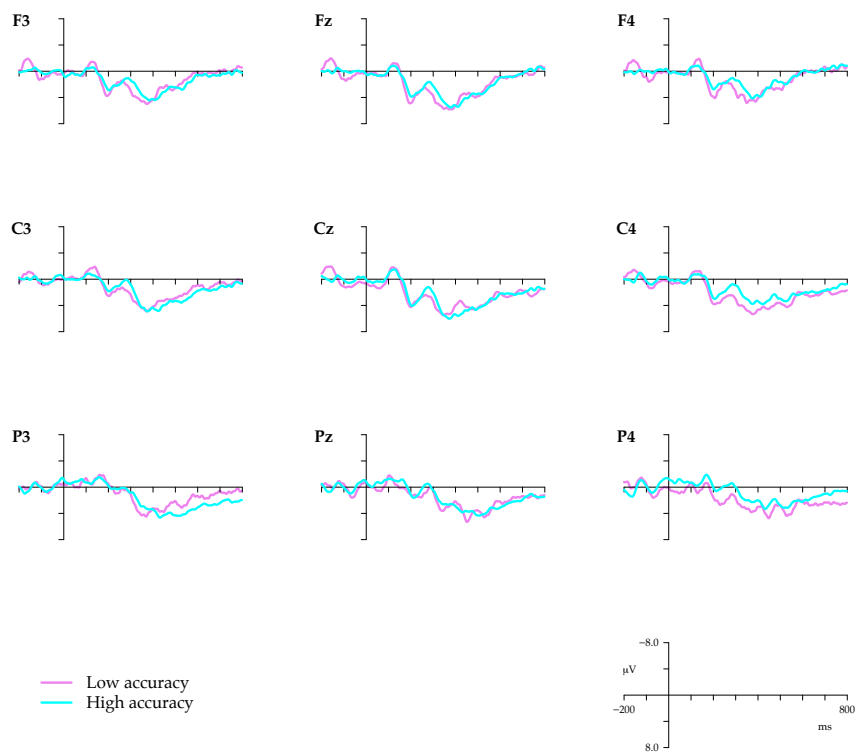 F3
Fz
F4
C3
Cz
C4
P3
Pz
P4
Low accuracy
High accuracy
−8.0
μV
−200
800
ms
8.0